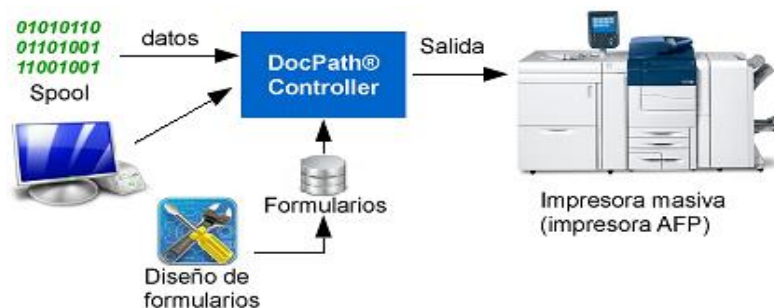 01010110
01101001
11001001
Spool
datos
DocPath®
Controller
Salida
Formularios
Diseño de
formularios
Impresora masiva
(impresora AFP)